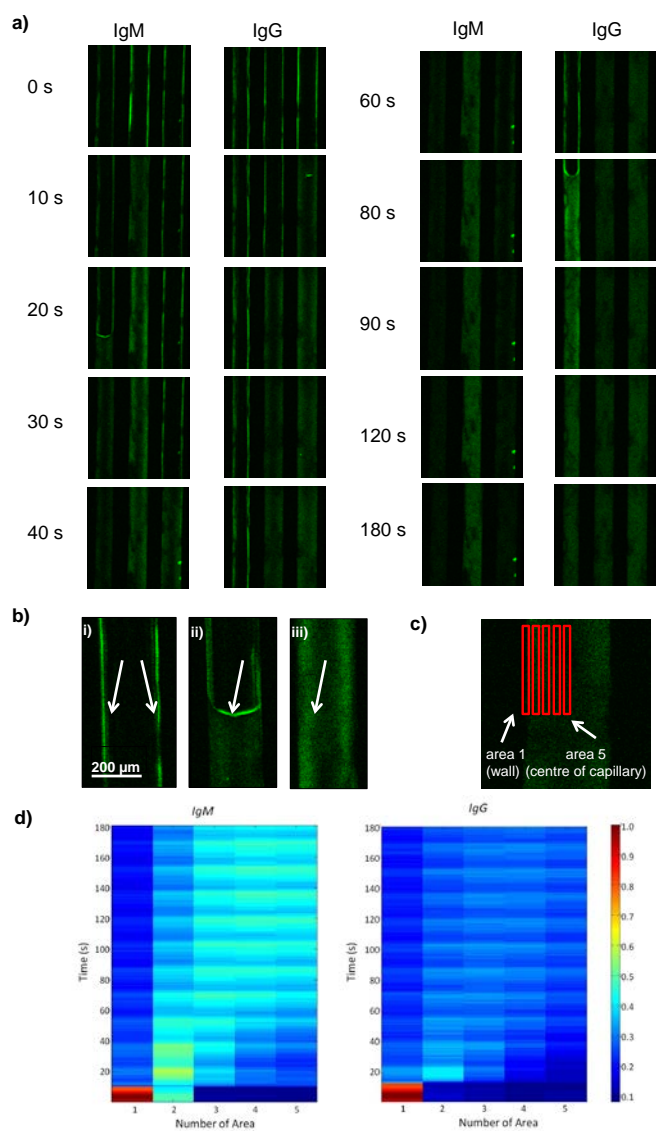 a)
IgM IgG IgM IgG
0 s 60 s
10 s 80 s
20 s 90 s
30 s 120 s
40 s 180 s
b) c)
i) ii) iii)
200 µm
area 1 area 5
(wall) (centre of capillary)
d)
IgM IgG
180 180 1.0
160 160 0.9
140 140 0.8
120 120 0.7
100 100 0.6
80 80 0.5
60 60 0.4
40 40 0.3
20 20 0.2
0.1
Time (s) Time (s)
1 2 3 4 5 1 2 3 4 5
Number of Area Number of Area